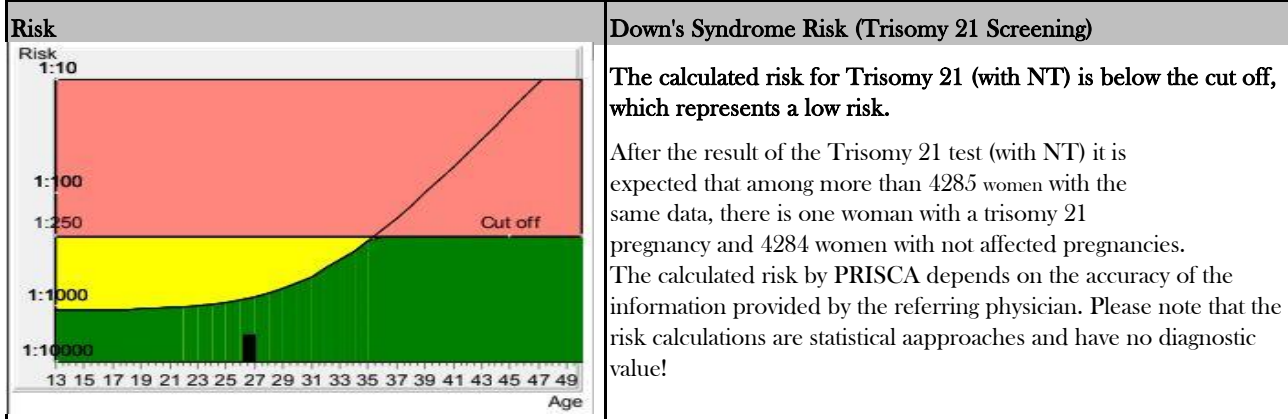 Risk
Risk
1:10
1:100
1:250
Cut off
1:1000
1:10000
13 15 17 19 21 23 25 27 29 31 33 35 37 39 41 43 45 47 49
Age
Down's Syndrome Risk (Trisomy 21 Screening)
The calculated risk for Trisomy 21 (with NT) is below the cut off,
which represents a low risk.
After the result of the Trisomy 21 test (with NT) it is
expected that among more than 4285 women with the
same data, there is one woman with a trisomy 21
pregnancy and 4284 women with not affected pregnancies.
The calculated risk by PRISCA depends on the accuracy of the
information provided by the referring physician. Please note that the
risk calculations are statistical aapproaches and have no diagnostic
value!